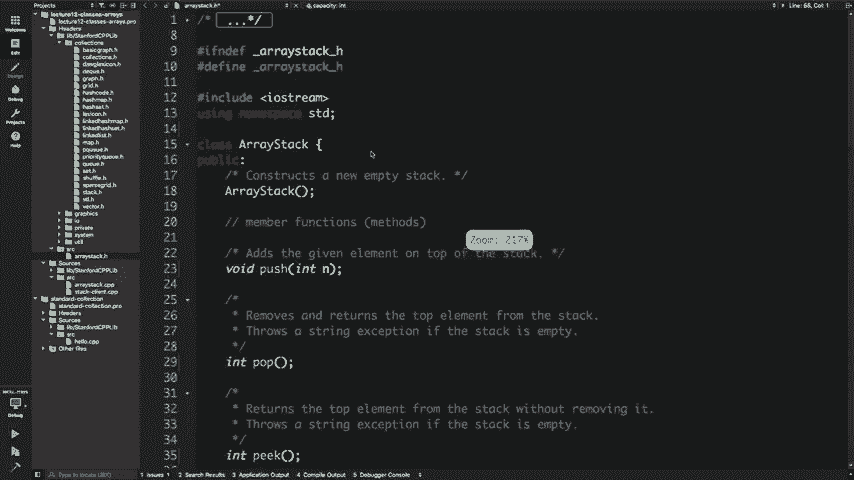 Projects
arraystack.h*
capacity: int
Line: 68, Col: 1
Welcome
Edit
Design
Debug
Projects
Help
Debug
lecture12-classes-arrays
lecture12-classes-arrays.pro
Headers
lib/StanfordCPPLib
collections
basicgraph.h
collections.h
dawglexicon.h
deque.h
graph.h
grid.h
hashcode.h
hashmap.h
hashset.h
lexicon.h
linkedhashmap.h
linkedhashset.h
linkedlist.h
map.h
pqueue.h
priorityqueue.h
queue.h
set.h
shuffle.h
sparsegrid.h
stack.h
stl.h
vector.h
graphics
io
private
system
util
src
arraystack.h
Sources
lib/StanfordCPPLib
src
arraystack.cpp
stack-client.cpp
standard-collection
standard-collection.pro
Headers
Sources
lib/StanfordCPPLib
src
hello.cpp
Other files
1 /* ...*/
8
9 #ifndef _arraystack_h
10 #define _arraystack_h
11
12 #include <iostream>
13 using namespace std;
14
15 class ArrayStack {
16 public:
17 /* Constructs a new empty stack. */
18 ArrayStack();
19
20 // member functions (methods)
21
Zoom: 217%
22 /* Adds the given element on top of the stack. */
23 void push(int n);
24
25 /*
26 * Removes and returns the top element from the stack.
27 * Throws a string exception if the stack is empty.
28 */
29 int pop();
30
31 /*
32 * Returns the top element from the stack without removing it.
33 * Throws a string exception if the stack is empty.
34 */
35 int peek();
Type to locate
1 Issues 2 Search Results 3 Application Output 4 Compile Output 5 Debugger Console